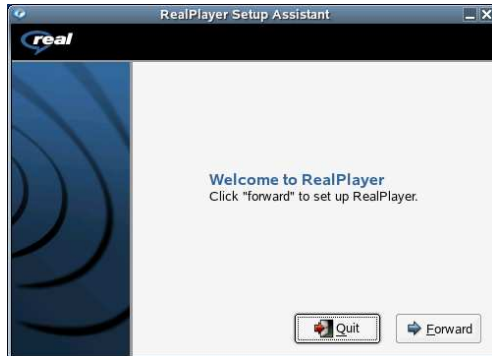 RealPlayer Setup Assistant
real
Welcome to RealPlayer
Click "forward" to set up RealPlayer.
Quit
Forward